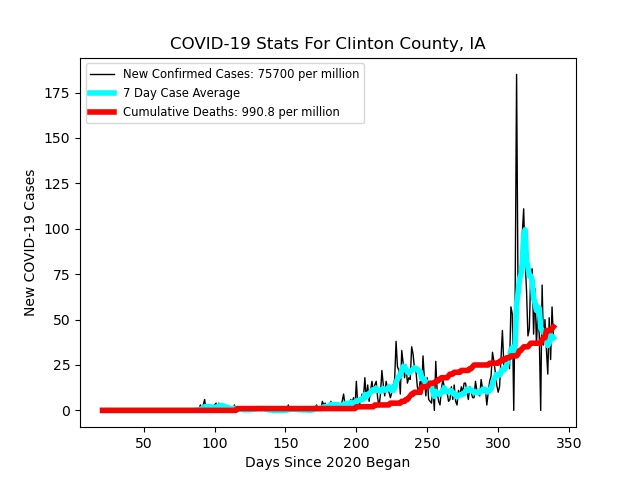 COVID-19 Stats For Clinton County, IA
New Confirmed Cases: 75700 per million
7 Day Case Average
Cumulative Deaths: 990.8 per million
New COVID-19 Cases
175
150
125
100
75
50
25
0
50 100 150 200 250 300 350
Days Since 2020 Began